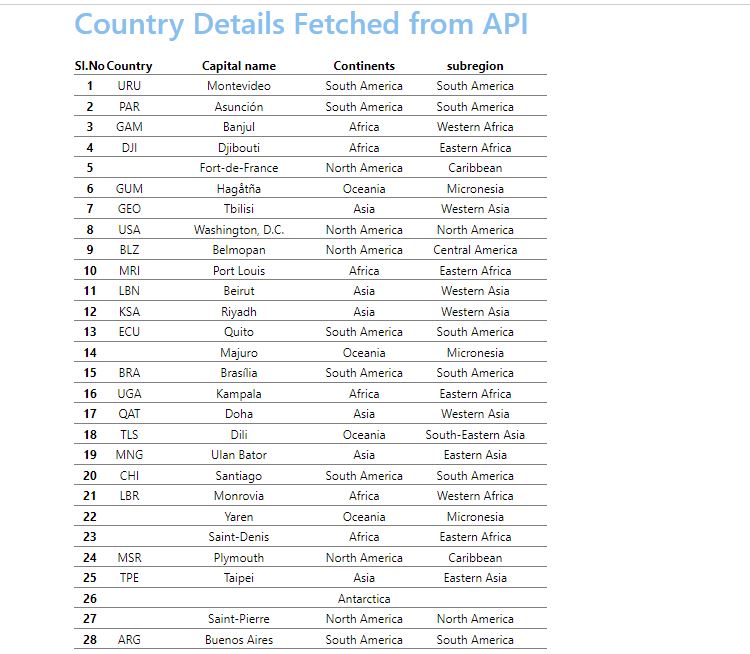 Country Details Fetched from API
Sl.No Country Capital name Continents subregion
1 URU Montevideo South America South America
2 PAR Asunción South America South America
3 GAM Banjul Africa Western Africa
4 DJI Djibouti Africa Eastern Africa
5 Fort-de-France North America Caribbean
6 GUM Hagåtña Oceania Micronesia
7 GEO Tbilisi Asia Western Asia
8 USA Washington, D.C. North America North America
9 BLZ Belmopan North America Central America
10 MRI Port Louis Africa Eastern Africa
11 LBN Beirut Asia Western Asia
12 KSA Riyadh Asia Western Asia
13 ECU Quito South America South America
14 Majuro Oceania Micronesia
15 BRA Brasília South America South America
16 UGA Kampala Africa Eastern Africa
17 QAT Doha Asia Western Asia
18 TLS Dili Oceania South-Eastern Asia
19 MNG Ulan Bator Asia Eastern Asia
20 CHI Santiago South America South America
21 LBR Monrovia Africa Western Africa
22 Yaren Oceania Micronesia
23 Saint-Denis Africa Eastern Africa
24 MSR Plymouth North America Caribbean
25 TPE Taipei Asia Eastern Asia
26 Antarctica
27 Saint-Pierre North America North America
28 ARG Buenos Aires South America South America